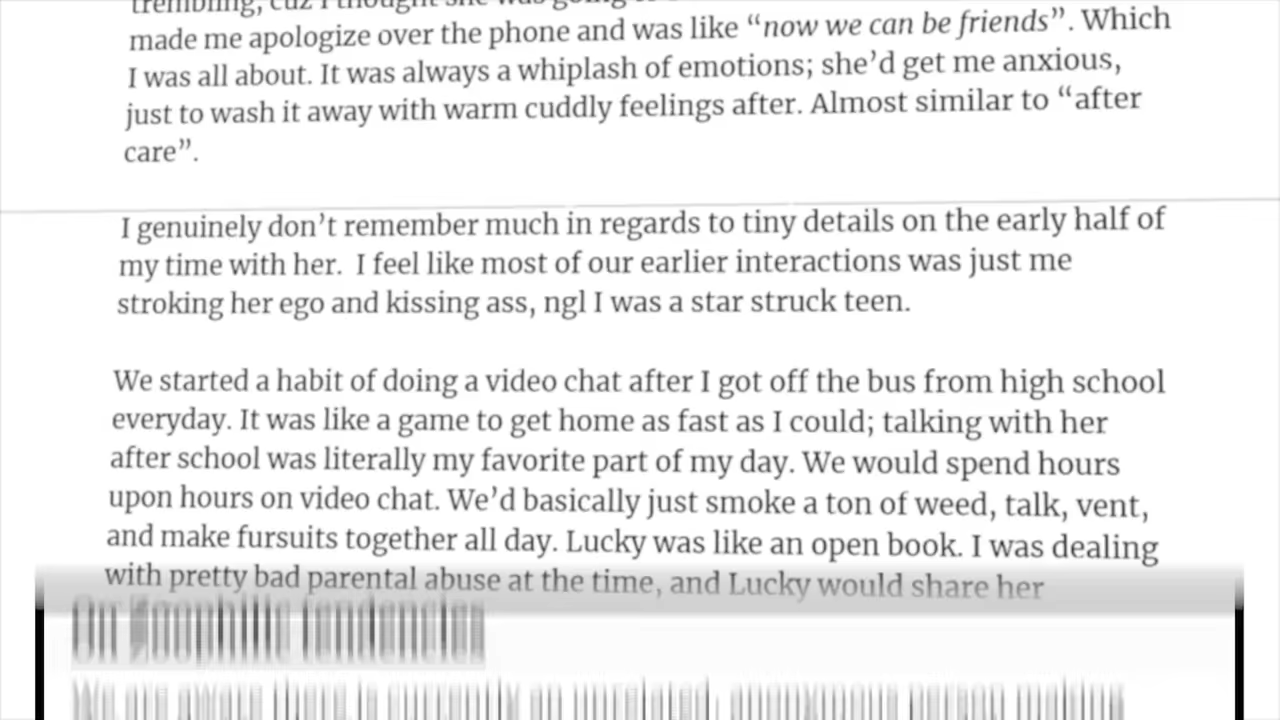 made me apologize over the phone and was like “now we can be friends”. Which
I was all about. It was always a whiplash of emotions; she’d get me anxious,
just to wash it away with warm cuddly feelings after. Almost similar to “after
care”.
I genuinely don’t remember much in regards to tiny details on the early half of
my time with her.  I feel like most of our earlier interactions was just me
stroking her ego and kissing ass, ngl I was a star struck teen.
We started a habit of doing a video chat after I got off the bus from high school
everyday. It was like a game to get home as fast as I could; talking with her
after school was literally my favorite part of my day. We would spend hours
upon hours on video chat. We’d basically just smoke a ton of weed, talk, vent,
and make fursuits together all day. Lucky was like an open book. I was dealing
with pretty bad parental abuse at the time, and Lucky would share her
On Zoophilic tendencies